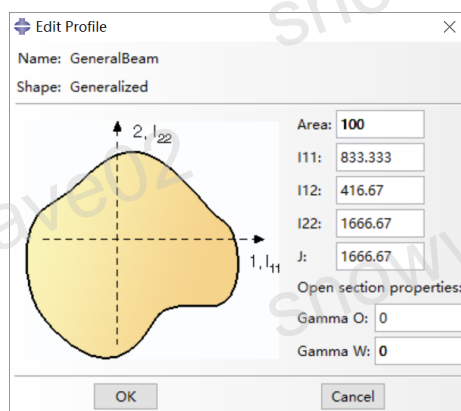 Edit Profile
Name: GeneralBeam
Shape: Generalized
2, I22
1, I11
Area: 100
I11: 833.333
I12: 416.67
I22: 1666.67
J: 1666.67
Open section properties:
Gamma O: 0
Gamma W: 0
OK
Cancel